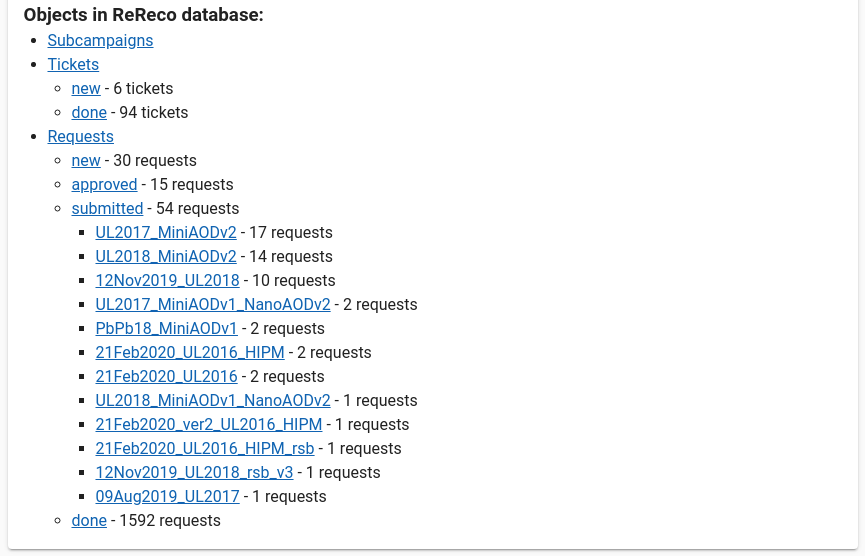 Objects in ReReco database:
Subcampaigns
Tickets
new - 6 tickets
done - 94 tickets
Requests
new - 30 requests
approved - 15 requests
submitted - 54 requests
UL2017_MiniAODv2 - 17 requests
UL2018_MiniAODv2 - 14 requests
12Nov2019_UL2018 - 10 requests
UL2017_MiniAODv1_NanoAODv2 - 2 requests
PbPb18_MiniAODv1 - 2 requests
21Feb2020_UL2016_HIPM - 2 requests
21Feb2020_UL2016 - 2 requests
UL2018_MiniAODv1_NanoAODv2 - 1 requests
21Feb2020_ver2_UL2016_HIPM - 1 requests
21Feb2020_UL2016_HIPM_rsb - 1 requests
12Nov2019_UL2018_rsb_v3 - 1 requests
09Aug2019_UL2017 - 1 requests
done - 1592 requests